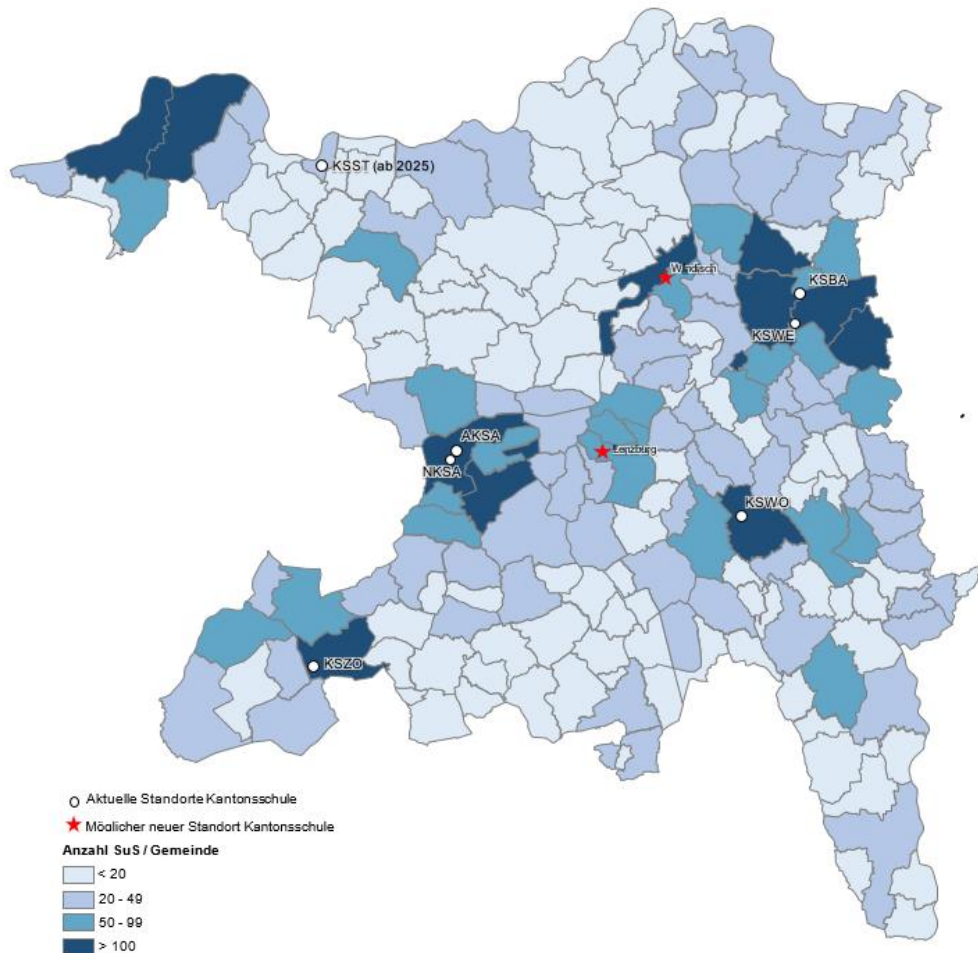 KSST (ab 2025)
Windisch
KSBA
KSWE
AKSA
NKSA
Lenzburg
KSWO
KSZO
Aktuelle Standorte Kantonsschule
Möglicher neuer Standort Kantonsschule
Anzahl SuS / Gemeinde
< 20
20 - 49
50 - 99
> 100